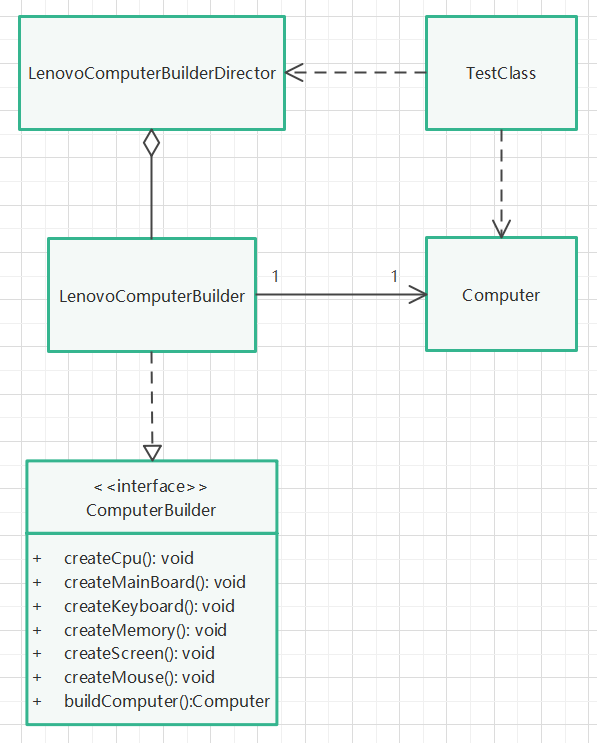 LenovoComputerBuilderDirector
TestClass
LenovoComputerBuilder
1
1
Computer
<<interface>>
ComputerBuilder
+ createCpu(): void
+ createMainBoard(): void
+ createKeyboard(): void
+ createMemory(): void
+ createScreen(): void
+ createMouse(): void
+ buildComputer():Computer